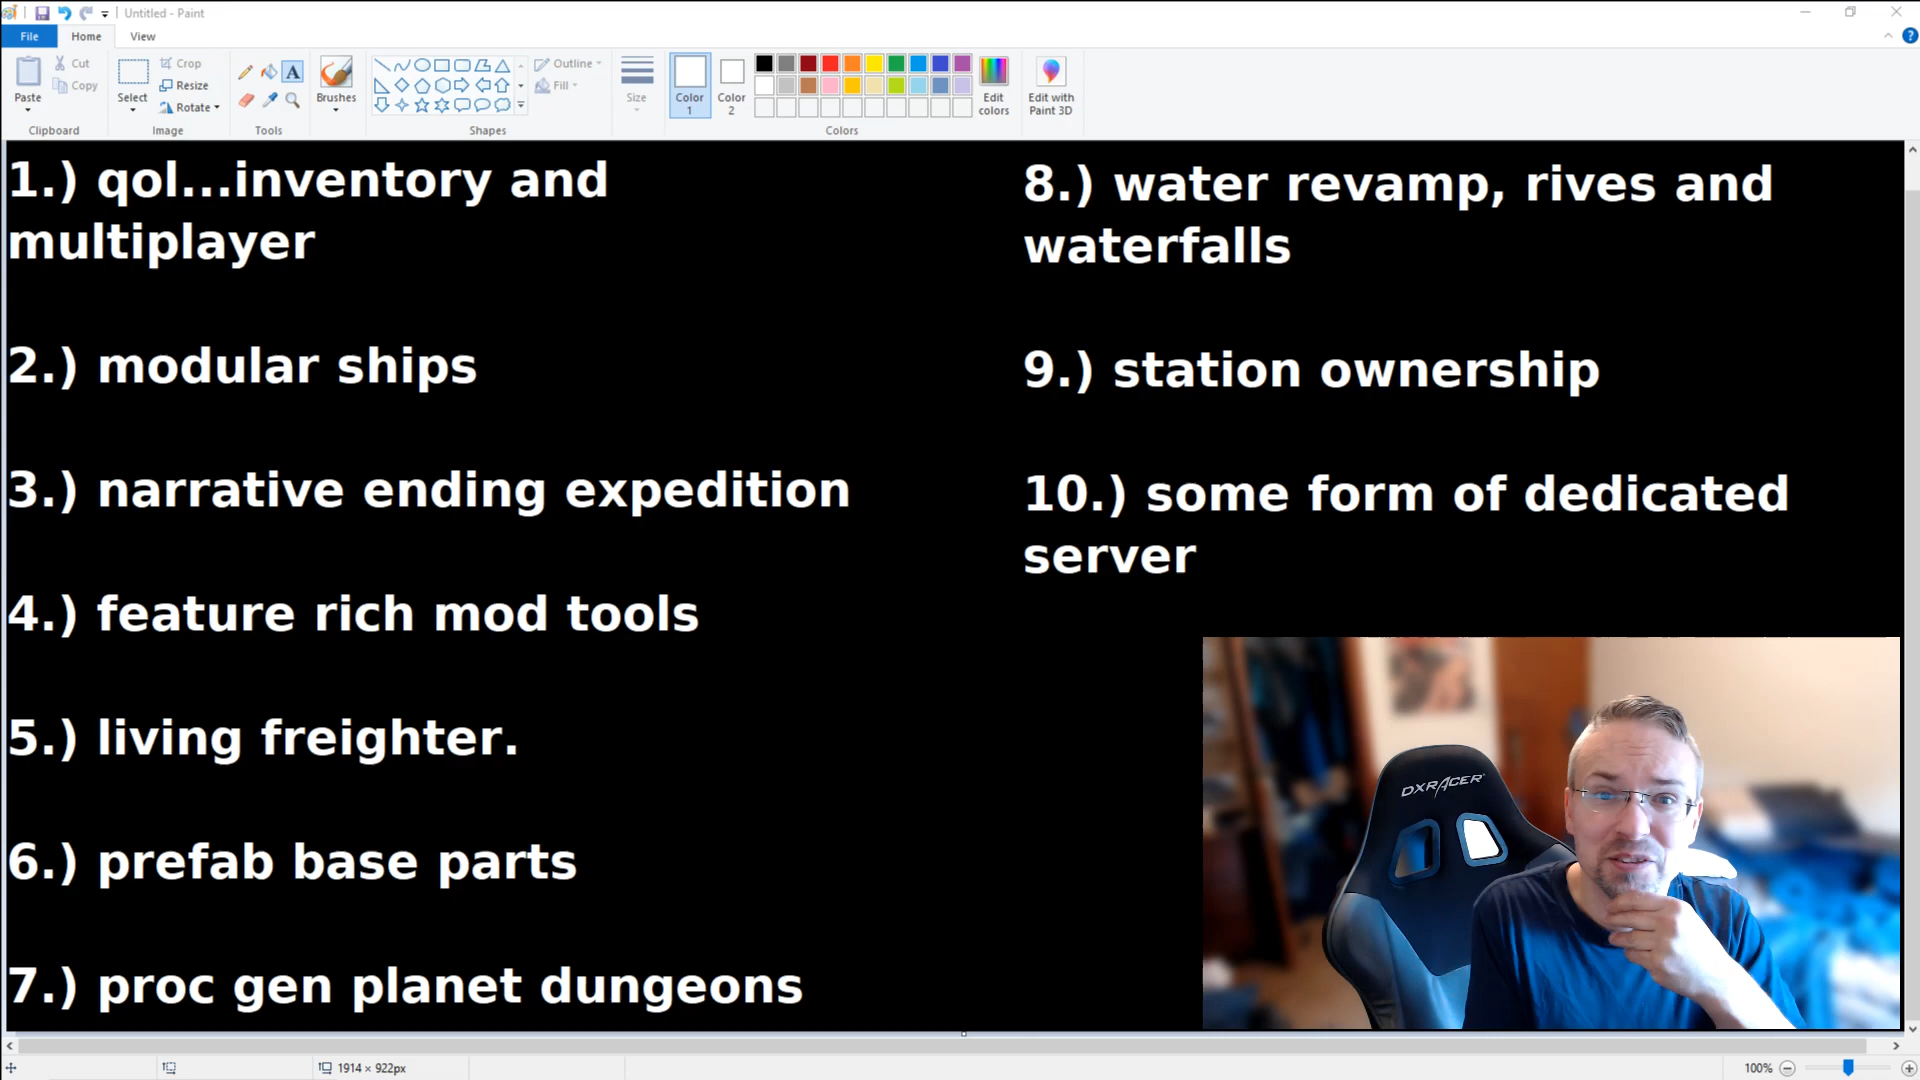 Untitled - Paint
File Home View
Paste
Cut
Copy
Clipboard
Select
Crop
Resize
Rotate
Image
Tools
Brushes
Shapes
Outline
Fill
Size
Color 1
Color 2
Colors
Edit colors
Edit with Paint 3D
1.) qol...inventory and
multiplayer
2.) modular ships
3.) narrative ending expedition
4.) feature rich mod tools
5.) living freighter.
6.) prefab base parts
7.) proc gen planet dungeons
8.) water revamp, rives and
waterfalls
9.) station ownership
10.) some form of dedicated
server
DXRACER
1914 × 922px
100%